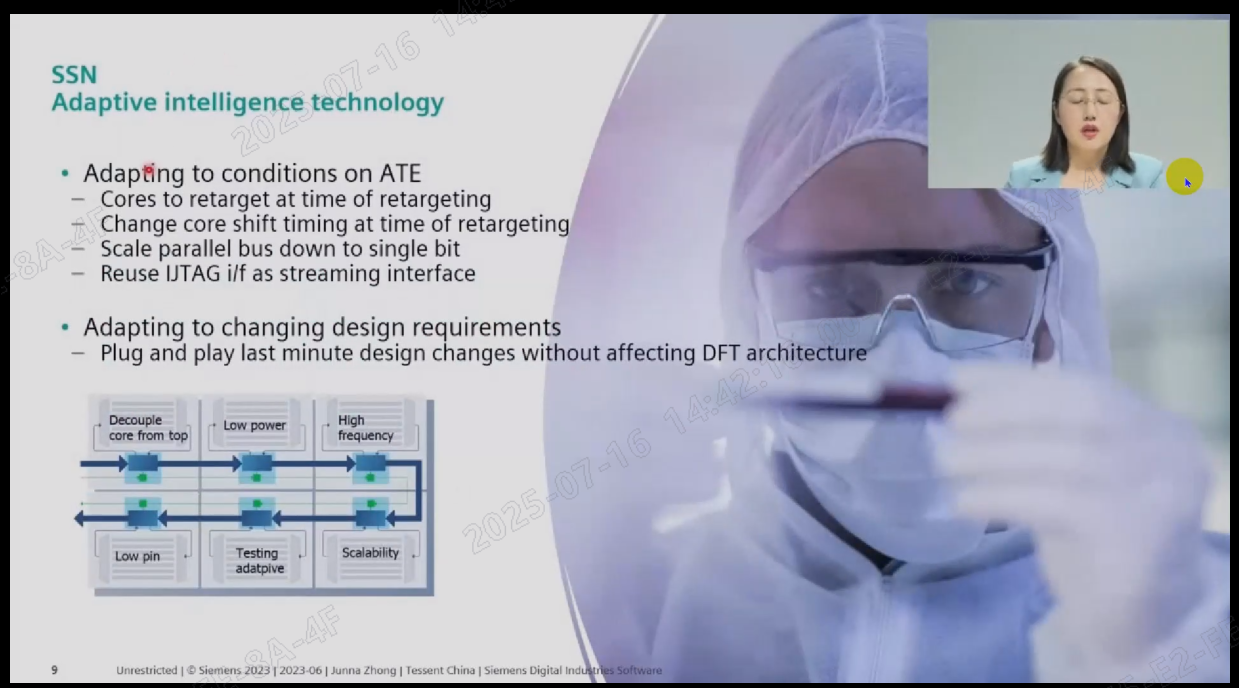 SSN
Adaptive intelligence technology
• Adapting to conditions on ATE
– Cores to retarget at time of retargeting
– Change core shift timing at time of retargeting
– Scale parallel bus down to single bit
– Reuse IJTAG i/f as streaming interface
• Adapting to changing design requirements
– Plug and play last minute design changes without affecting DFT architecture
Decouple
core from top
Low power
High
frequency
Low pin
Testing
adatpive
Scalability
9 Unrestricted | © Siemens 2023 | 2023-06 | Junna Zhong | Tessent China | Siemens Digital Industries Software
2025-07-16 14:42: